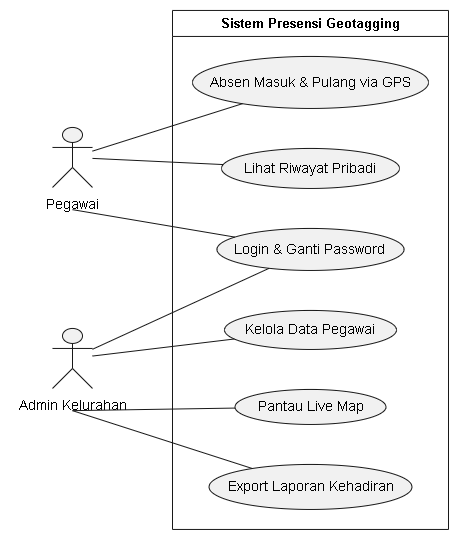 Sistem Presensi Geotagging
Absen Masuk & Pulang via GPS
Lihat Riwayat Pribadi
Pegawai
Login & Ganti Password
Kelola Data Pegawai
Admin Kelurahan
Pantau Live Map
Export Laporan Kehadiran